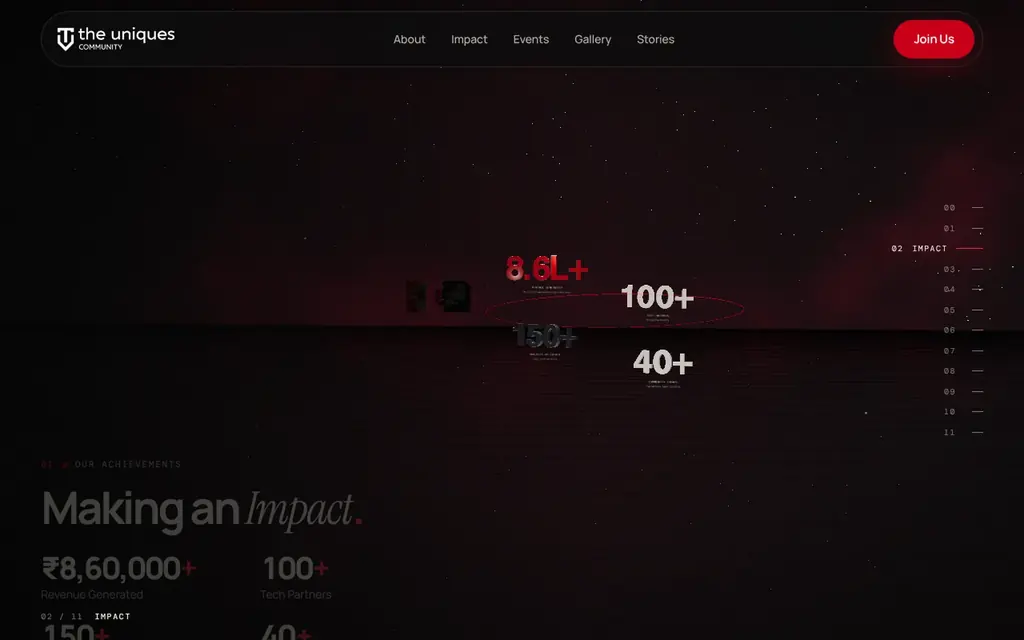 the uniques
COMMUNITY
About
Impact
Events
Gallery
Stories
Join Us
00
01
02 IMPACT
03
04
05
06
07
08
09
10
11
8.6L+
100+
150+
40+
01 OUR ACHIEVEMENTS
Making an Impact.
₹8,60,000+
100+
Revenue Generated
Tech Partners
02 / 11 IMPACT
150+
40+